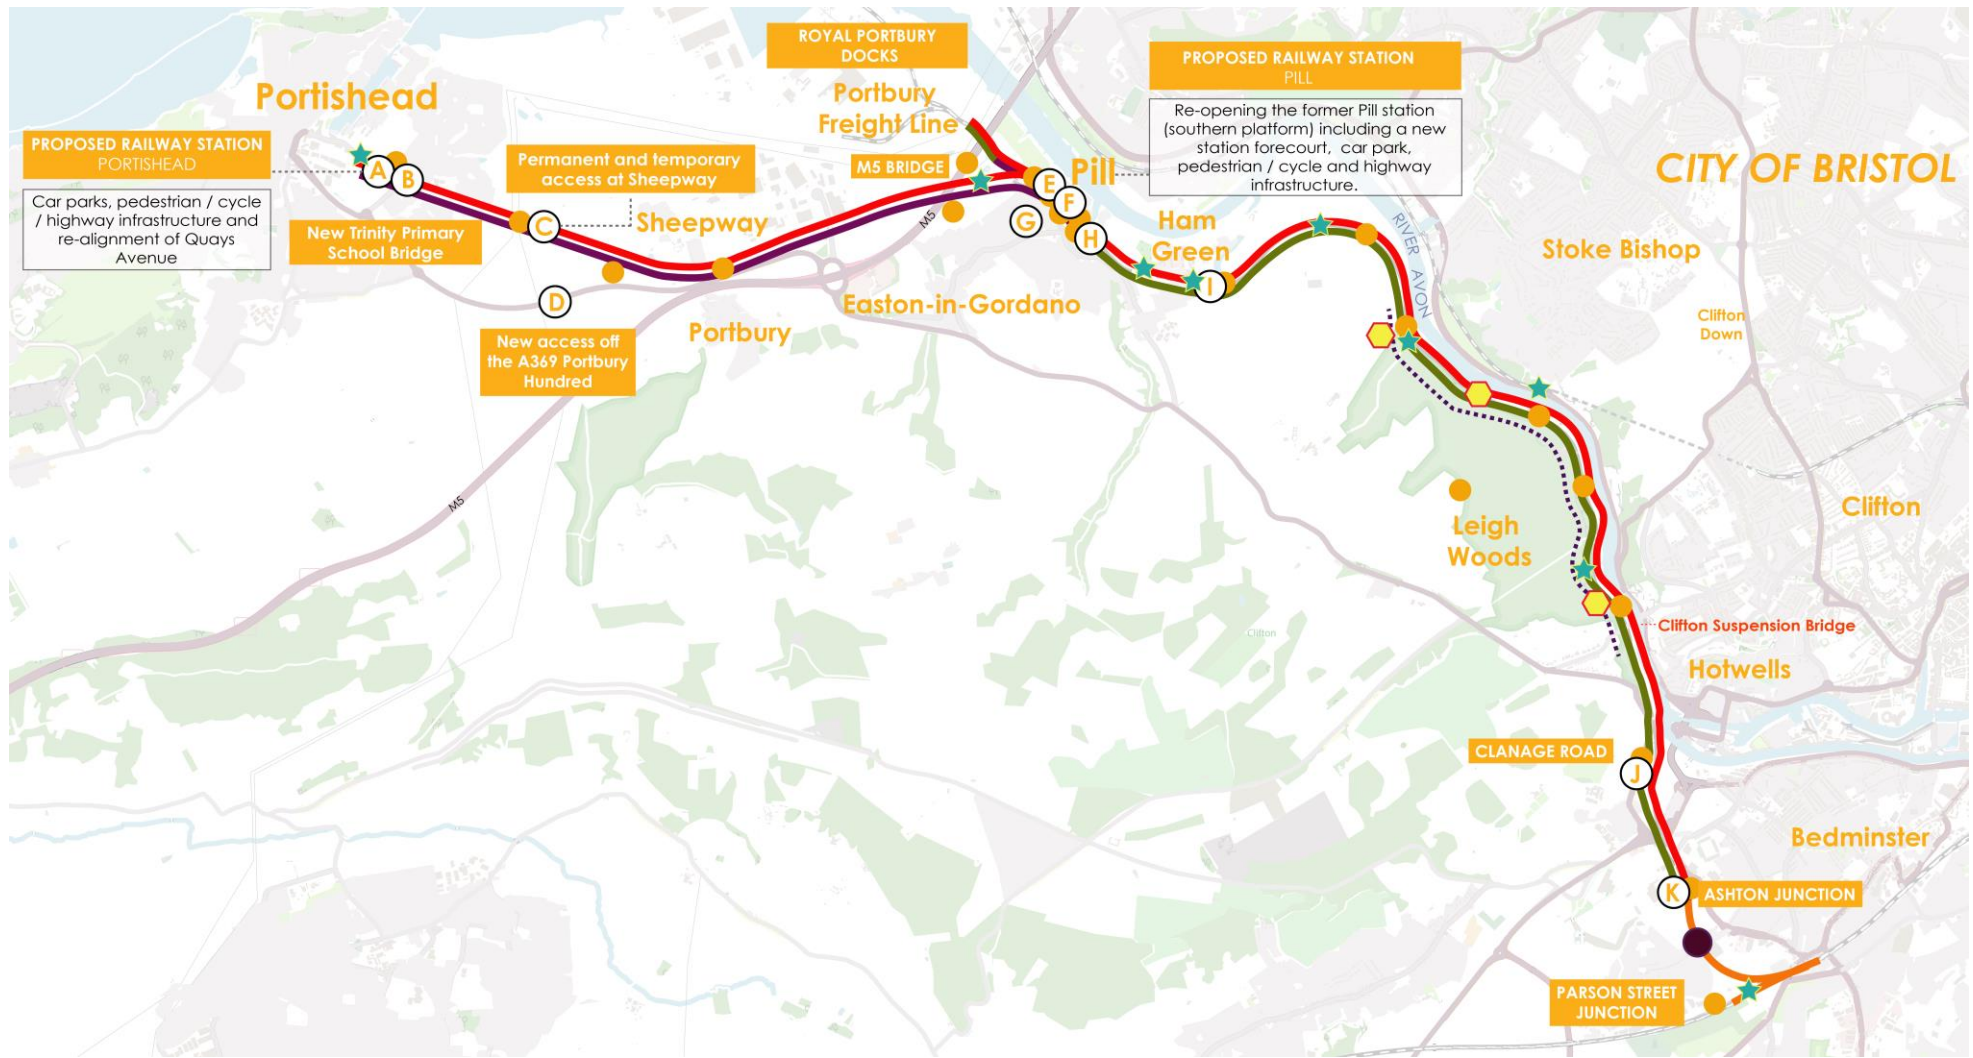 ROYAL PORTBURY
DOCKS
PROPOSED RAILWAY STATION
PILL
Re-opening the former Pill station
(southern platform) including a new
station forecourt, car park,
pedestrian / cycle and highway
infrastructure.
Portishead
Portbury
Freight Line
CITY OF BRISTOL
PROPOSED RAILWAY STATION
PORTISHEAD
Car parks, pedestrian / cycle
/ highway infrastructure and
re-alignment of Quays
Avenue
Permanent and temporary
access at Sheepway
M5 BRIDGE
Pill
A
B
C
D
E
F
G
H
I
J
K
New Trinity Primary
School Bridge
Sheepway
M5
Ham
Green
RIVER AVON
Stoke Bishop
Easton-in-Gordano
Portbury
New access off
the A369 Portbury
Hundred
Clifton
Down
M5
Leigh
Woods
Clifton
Clifton
Clifton Suspension Bridge
Hotwells
CLANAGE ROAD
Bedminster
ASHTON JUNCTION
PARSON STREET
JUNCTION